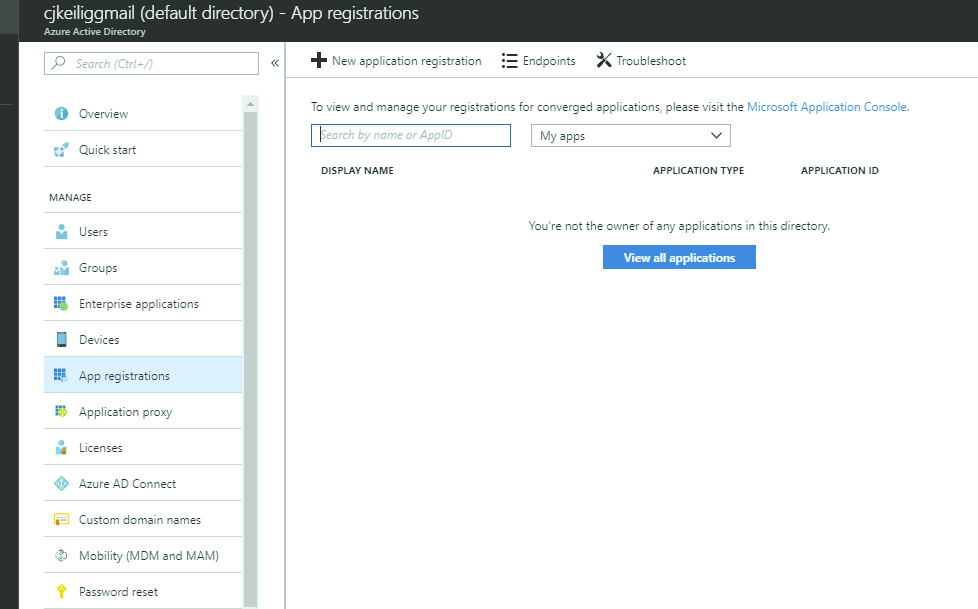 cjkeiliggmail (default directory) - App registrations
Azure Active Directory
Search (Ctrl+/)
«
Overview
Quick start
MANAGE
Users
Groups
Enterprise applications
Devices
App registrations
Application proxy
Licenses
Azure AD Connect
Custom domain names
Mobility (MDM and MAM)
Password reset
New application registration
Endpoints
Troubleshoot
To view and manage your registrations for converged applications, please visit the Microsoft Application Console.
Search by name or AppID
My apps
DISPLAY NAME
APPLICATION TYPE
APPLICATION ID
You're not the owner of any applications in this directory.
View all applications